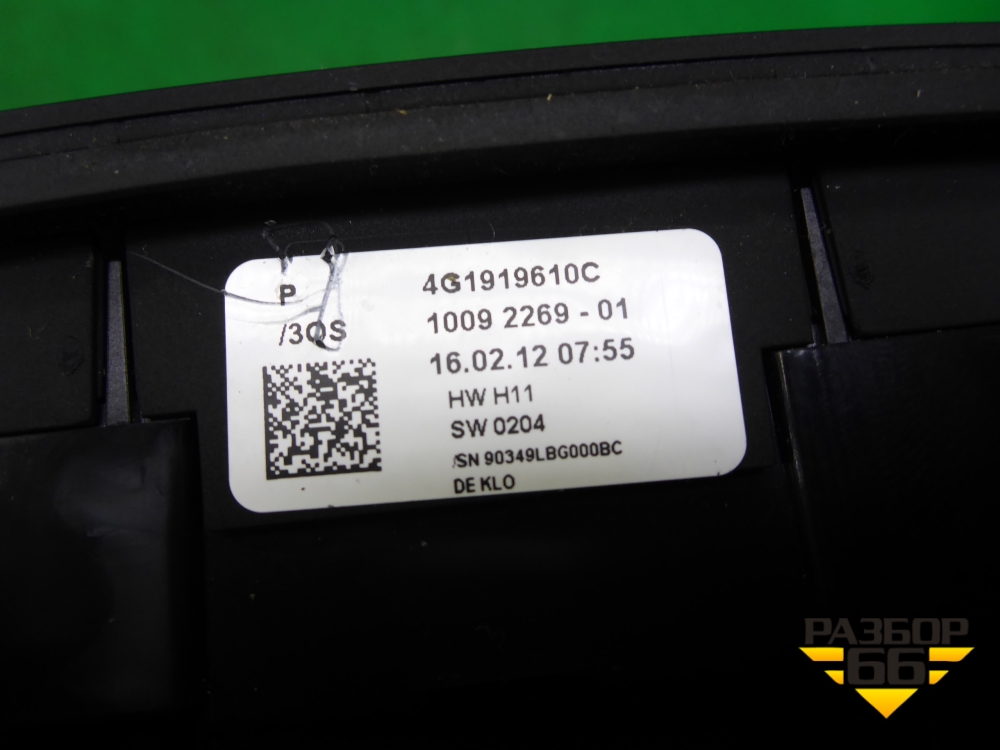 P
/3QS
4G1919610C
1009 2269 - 01
16.02.12 07:55
HW H11
SW 0204
/SN 90349LBG000BC
DE KLO
РАЗБОР
66